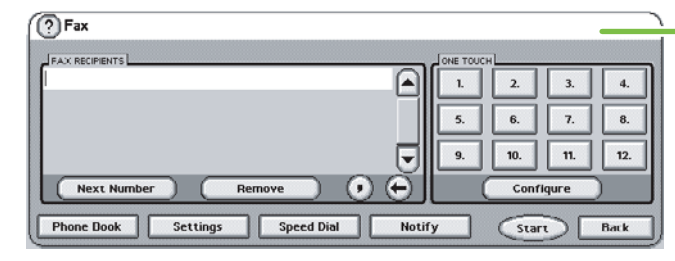 ? Fax
FAX RECIPIENTS
ONE TOUCH
1. 2. 3. 4.
5. 6. 7. 8.
9. 10. 11. 12.
Next Number Remove , Configure
Phone Book Settings Speed Dial Notify Start Back